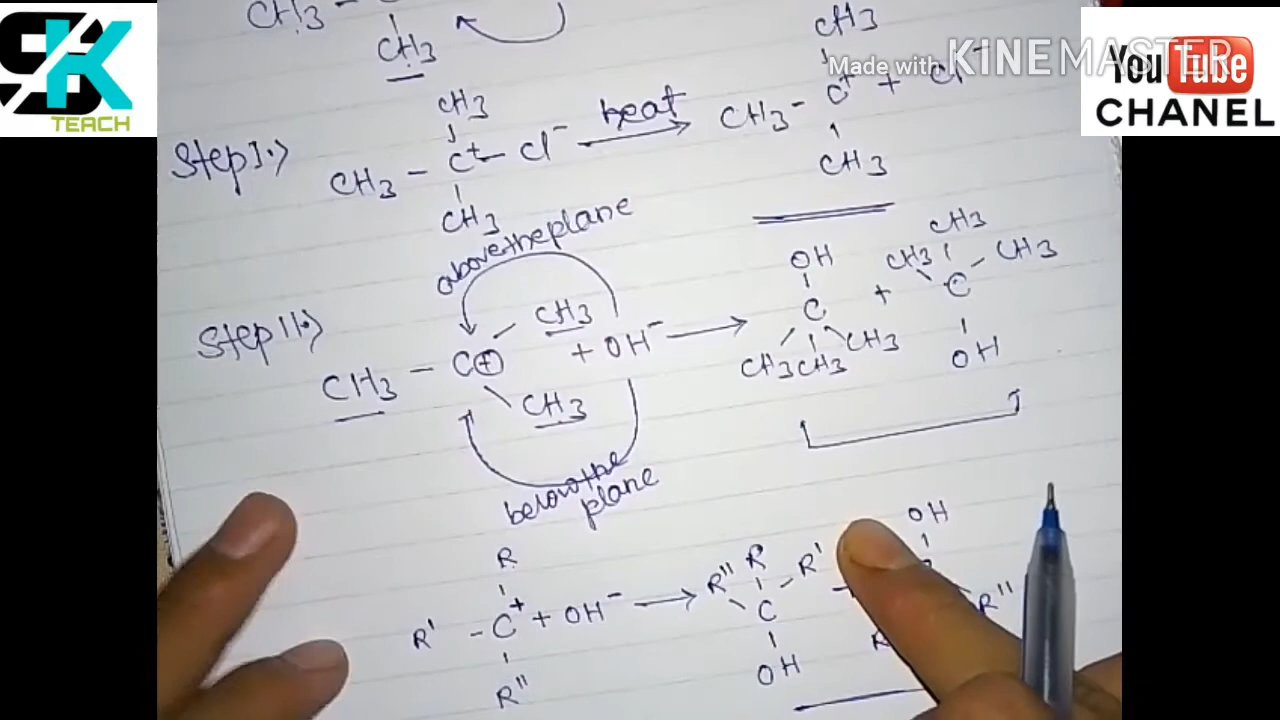 SK
TEACH
Made with KINEMASTER
YouTube
CHANEL
CH3 -
CH3
Step I.)
CH3
CH3 - C+ - Cl-
CH3
heat
CH3
CH3 - C+ + Cl-
CH3
Step II.)
above the plane
CH3 - C+
CH3
CH3
+ OH-
below the
plane
OH
C
CH3 CH3 CH3
+
CH3
CH3 CH3
C
OH
R
R' - C+ + OH-
R"
R" R R'
C
OH
OH
R"